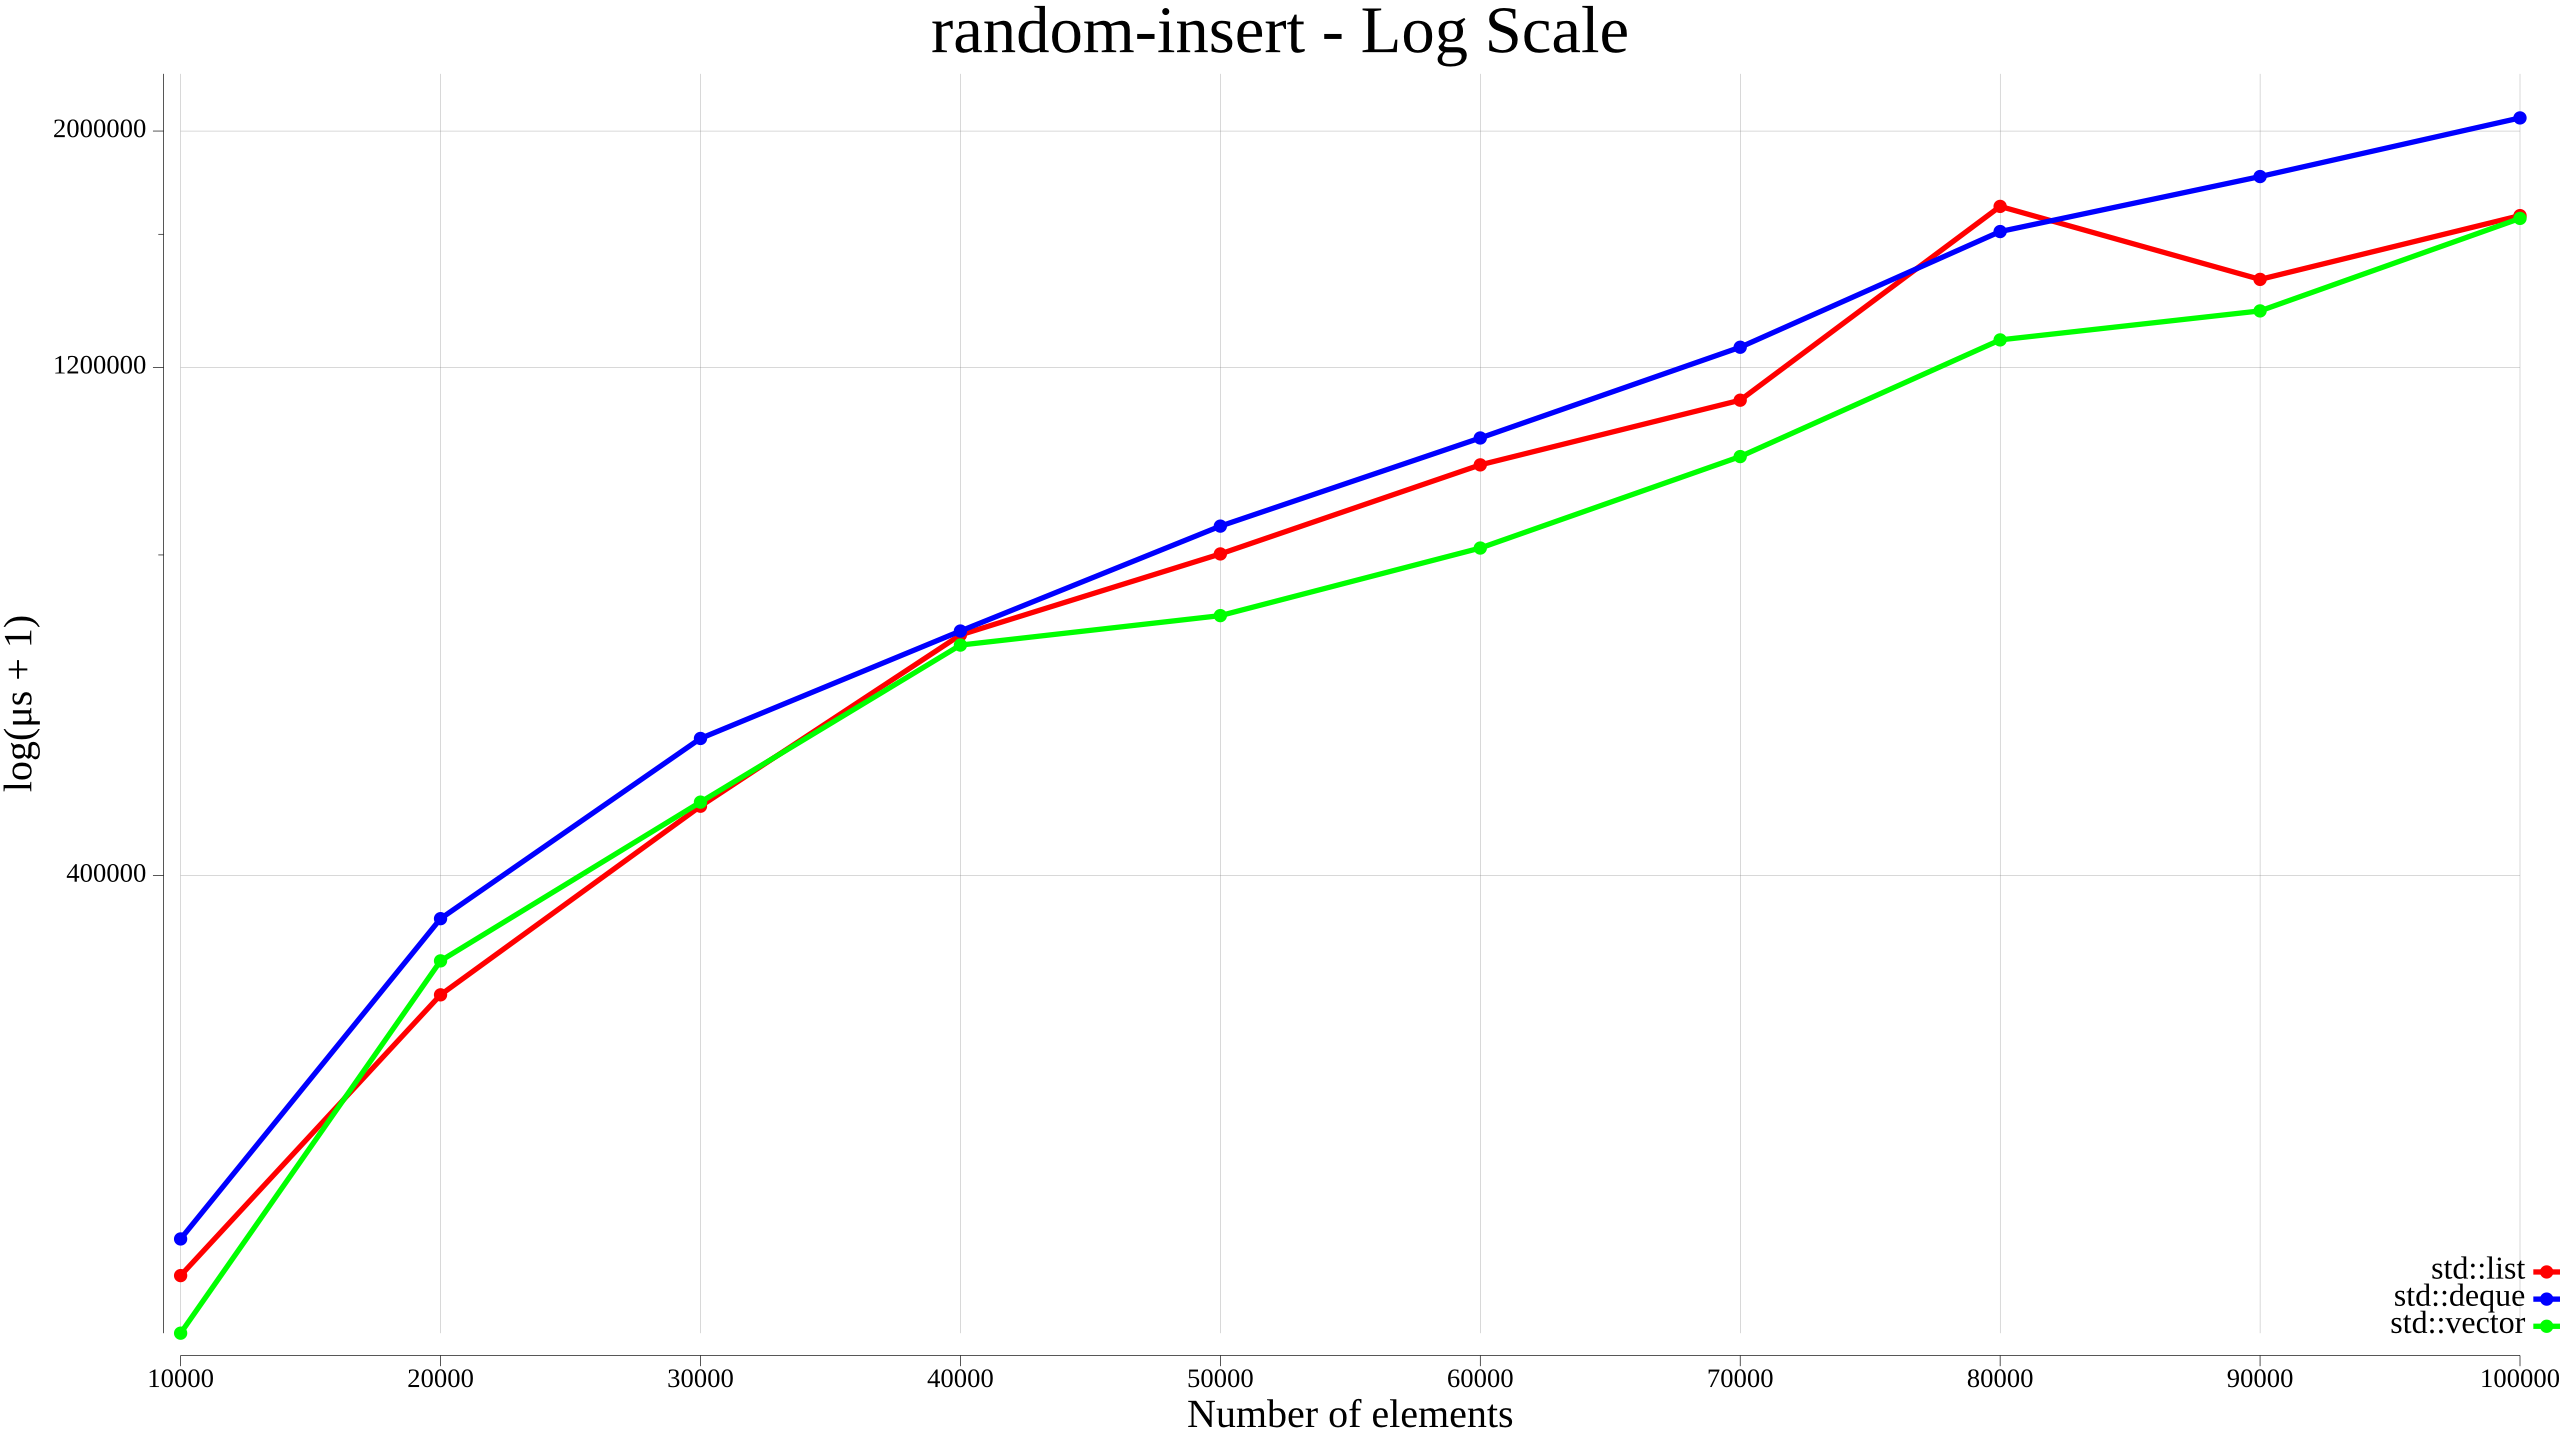 random-insert - Log Scale
2000000
1200000
400000
log(μs + 1)
10000 20000 30000 40000 50000 60000 70000 80000 90000 100000
Number of elements
std::list
std::deque
std::vector